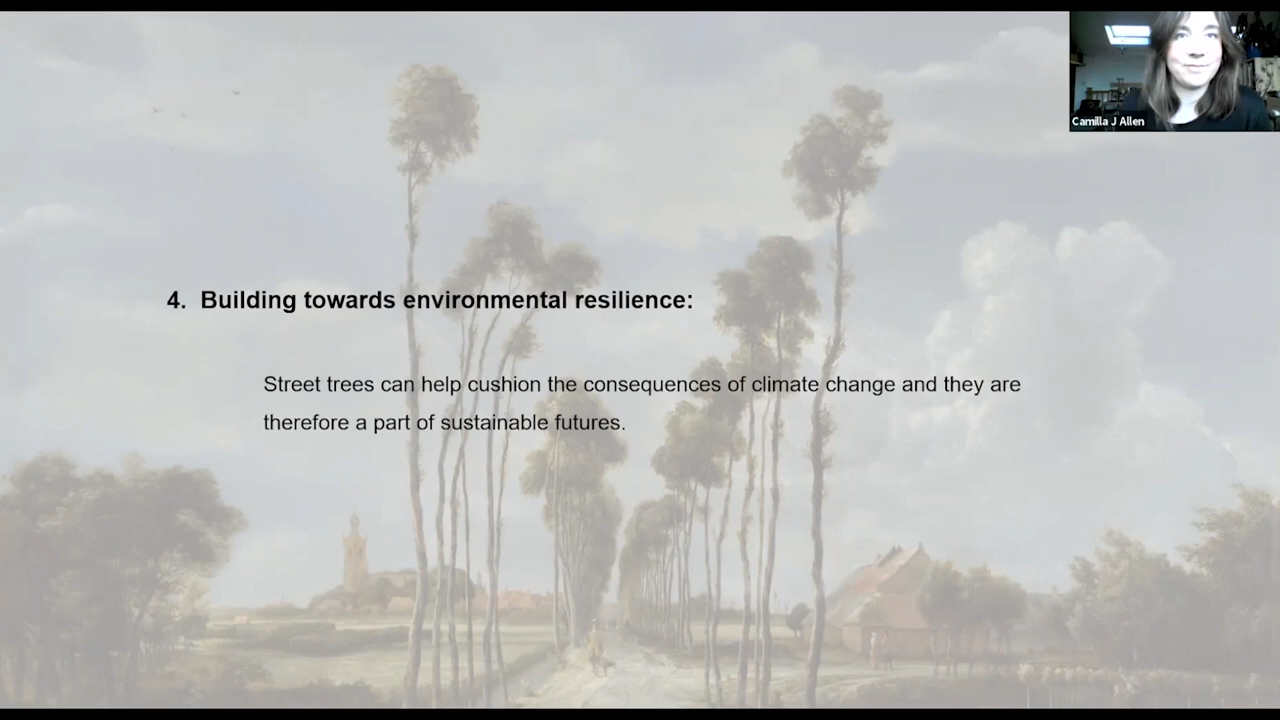 Camilla J Allen
4. Building towards environmental resilience:
Street trees can help cushion the consequences of climate change and they are
therefore a part of sustainable futures.